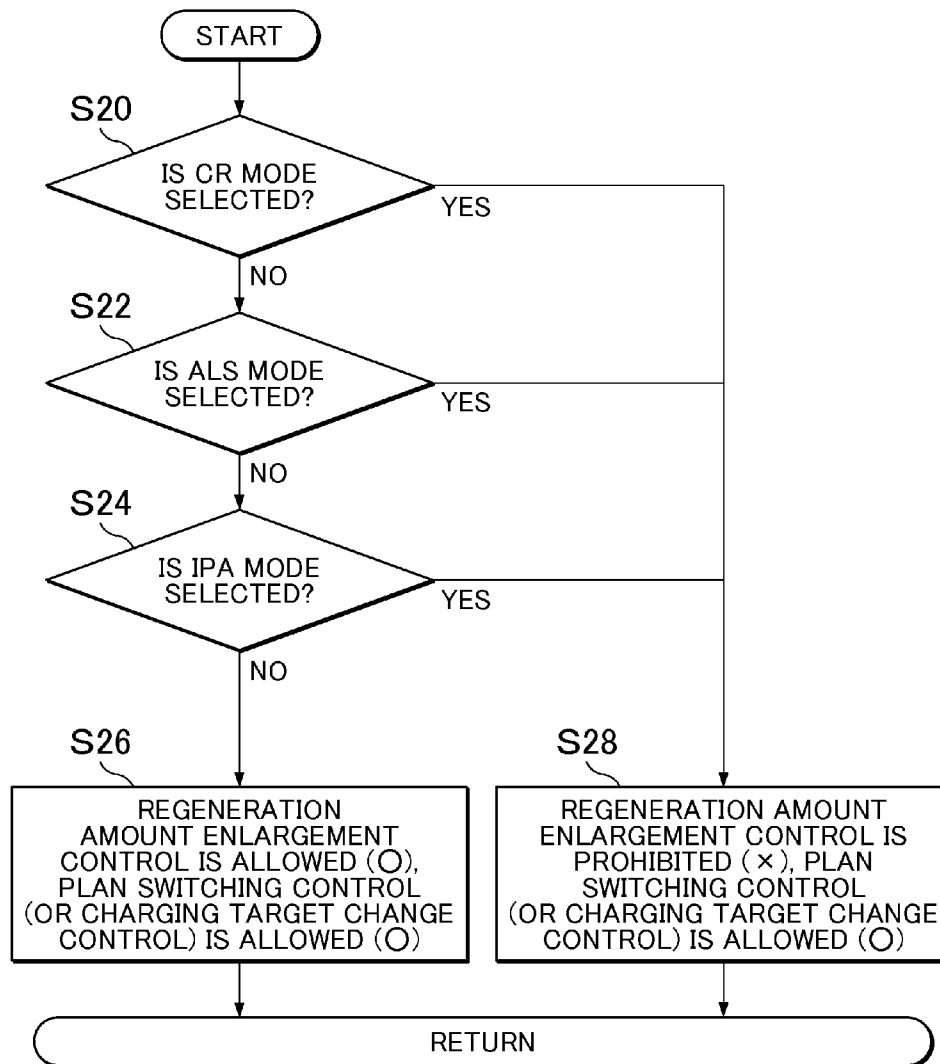 START
S20
IS CR MODE
SELECTED?
YES
NO
S22
IS ALS MODE
SELECTED?
YES
NO
S24
IS IPA MODE
SELECTED?
YES
NO
S26
REGENERATION
AMOUNT ENLARGEMENT
CONTROL IS ALLOWED (○),
PLAN SWITCHING CONTROL
(OR CHARGING TARGET CHANGE
CONTROL) IS ALLOWED (○)
S28
REGENERATION AMOUNT
ENLARGEMENT CONTROL IS
PROHIBITED (×), PLAN
SWITCHING CONTROL
(OR CHARGING TARGET CHANGE
CONTROL) IS ALLOWED (○)
RETURN